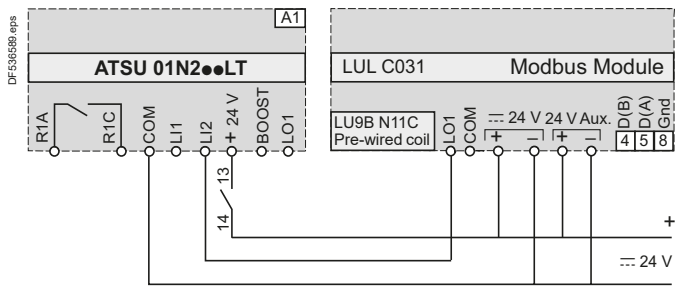 DF536589.eps
A1
ATSU 01N2●●LT
R1A
R1C
COM
LI1
LI2
+ 24 V
BOOST
LO1
13
14
LUL C031 Modbus Module
LU9B N11C
Pre-wired coil
LO1
COM
⎓ 24 V 24 V Aux.
+ – + –
D(B)
D(A)
Gnd
4 5 8
+
⎓ 24 V